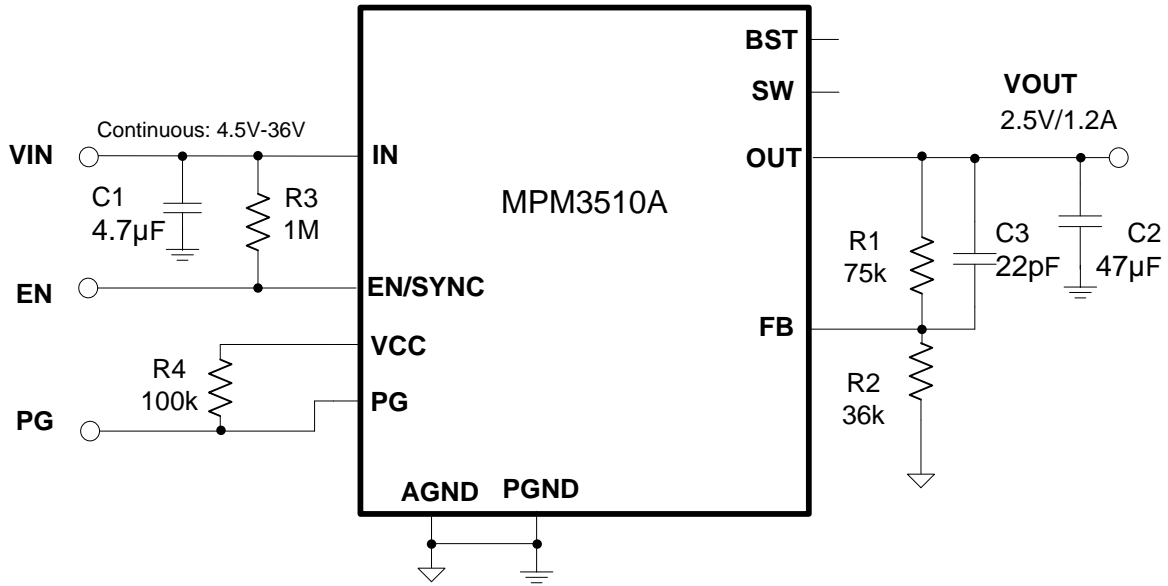 BST
SW
VOUT
2.5V/1.2A
Continuous: 4.5V-36V
VIN
IN
OUT
C1
4.7µF
R3
1M
MPM3510A
R1
75k
C3
22pF
C2
47µF
EN
EN/SYNC
FB
VCC
R4
100k
PG
PG
R2
36k
AGND
PGND